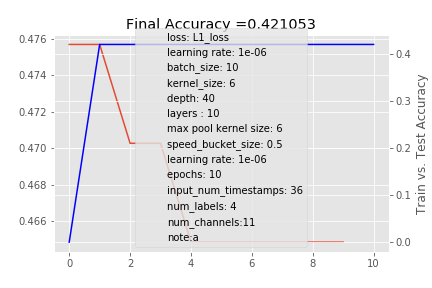 Final Accuracy =0.421053
loss: L1_loss
learning rate: 1e-06
batch_size: 10
kernel_size: 6
depth: 40
layers : 10
max pool kernel size: 6
speed_bucket_size: 0.5
learning rate: 1e-06
epochs: 10
input_num_timestamps: 36
num_labels: 4
num_channels:11
note:a
0.476
0.474
0.472
0.470
0.468
0.466
0.4
0.3
0.2
0.1
0.0
Train vs. Test Accuracy
0 2 4 6 8 10